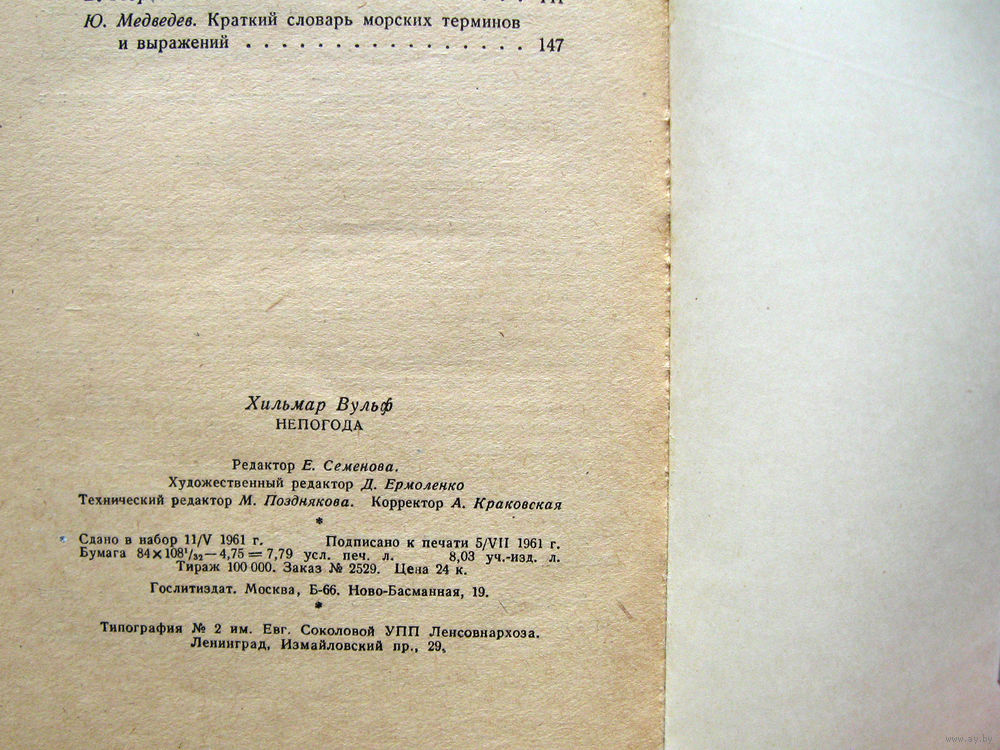 Ю. Медведев. Краткий словарь морских терминов
и выражений . . . . . . . . . . . . . . . . 147
Хильмар Вульф
НЕПОГОДА
Редактор Е. Семенова.
Художественный редактор Д. Ермоленко
Технический редактор М. Позднякова. Корректор А. Краковская
*
Сдано в набор 11/V 1961 г. Подписано к печати 5/VII 1961 г.
Бумага 84×108¹/₃₂—4,75=7,79 усл. печ. л. 8,03 уч.-изд. л.
Тираж 100 000. Заказ № 2529. Цена 24 к.
Гослитиздат. Москва, Б-66. Ново-Басманная, 19.
*
Типография № 2 им. Евг. Соколовой УПП Ленсовнархоза.
Ленинград, Измайловский пр., 29.
www.ay.by